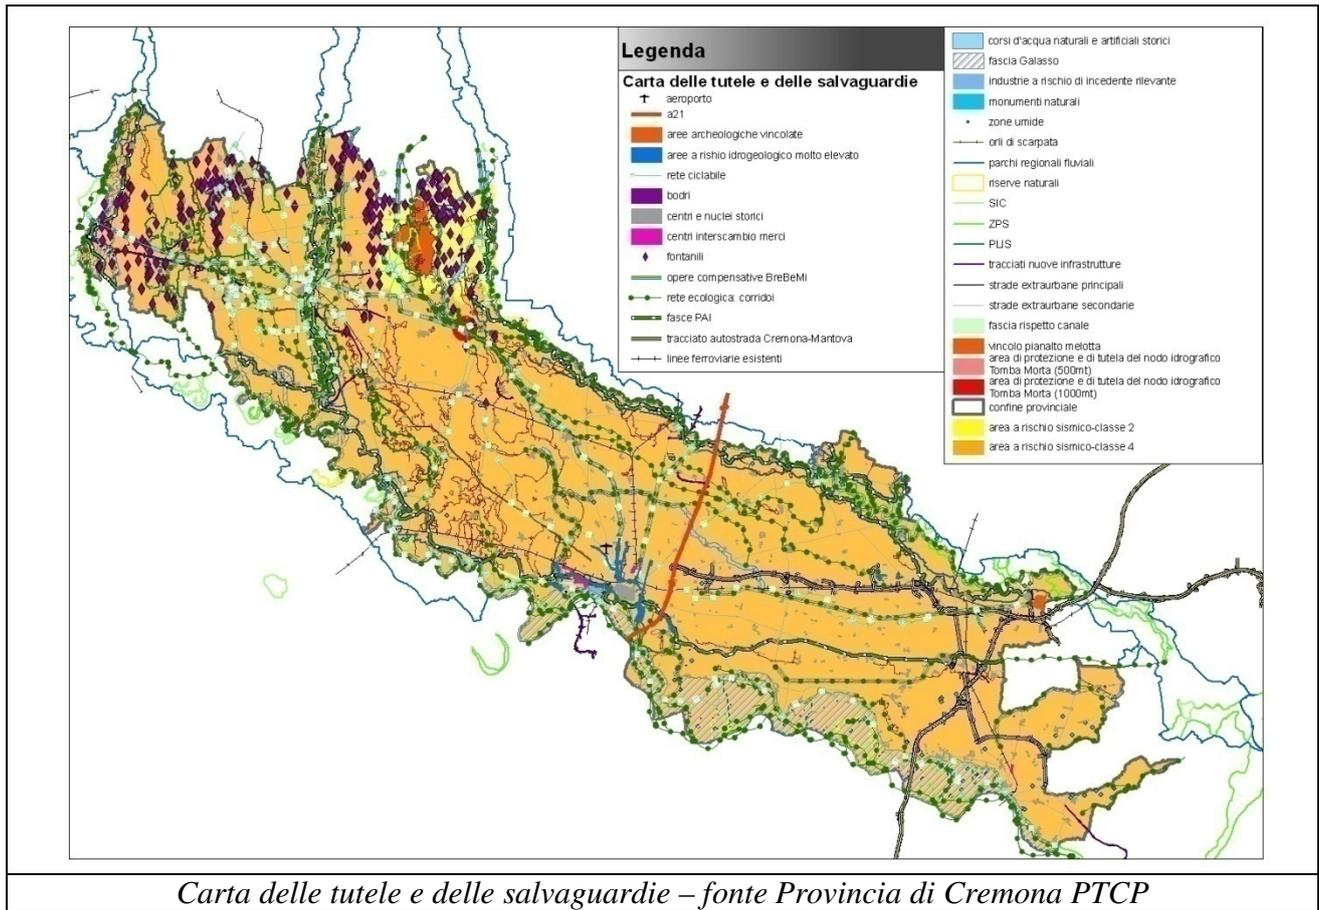 Legenda
Carta delle tutele e delle salvaguardie
aeroporto
a21
aree archeologiche vincolate
aree a rishio idrogeologico molto elevato
rete ciclabile
bodri
centri e nuclei storici
centri interscambio merci
fontanili
opere compensative BreBeMi
rete ecologica: corridoi
fasce PAI
tracciato autostrada Cremona-Mantova
linee ferroviarie esistenti
corsi d'acqua naturali e artificiali storici
fascia Galasso
industrie a rischio di incedente rilevante
monumenti naturali
zone umide
orli di scarpata
parchi regionali fluviali
riserve naturali
SIC
ZPS
PLIS
tracciati nuove infrastrutture
strade extraurbane principali
strade extraurbane secondarie
fascia rispetto canale
vincolo pianalto melotta
area di protezione e di tutela del nodo idrografico
Tomba Morta (500mt)
area di protezione e di tutela del nodo idrografico
Tomba Morta (1000mt)
confine provinciale
area a rischio sismico-classe 2
area a rischio sismico-classe 4
Carta delle tutele e delle salvaguardie – fonte Provincia di Cremona PTCP